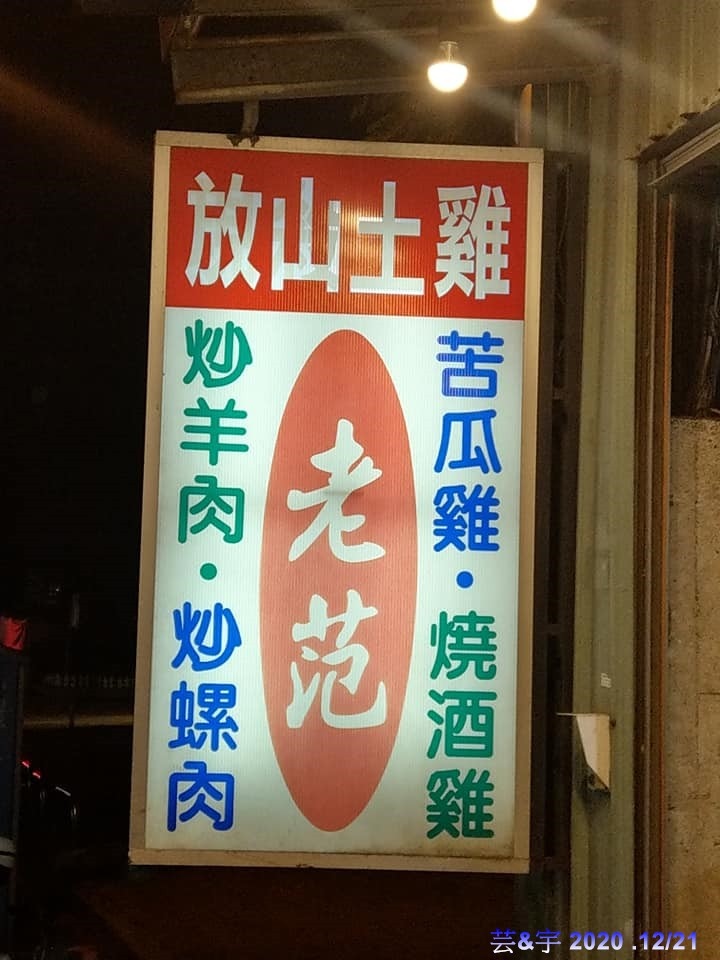 放山土雞
苦瓜雞·燒酒雞
老范
炒羊肉·炒螺肉
芸&宇 2020 .12/21